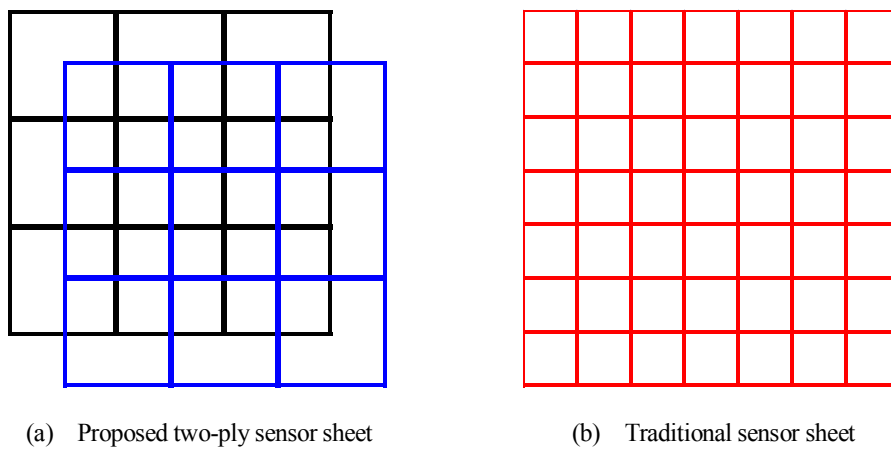 (a) Proposed two-ply sensor sheet
(b) Traditional sensor sheet